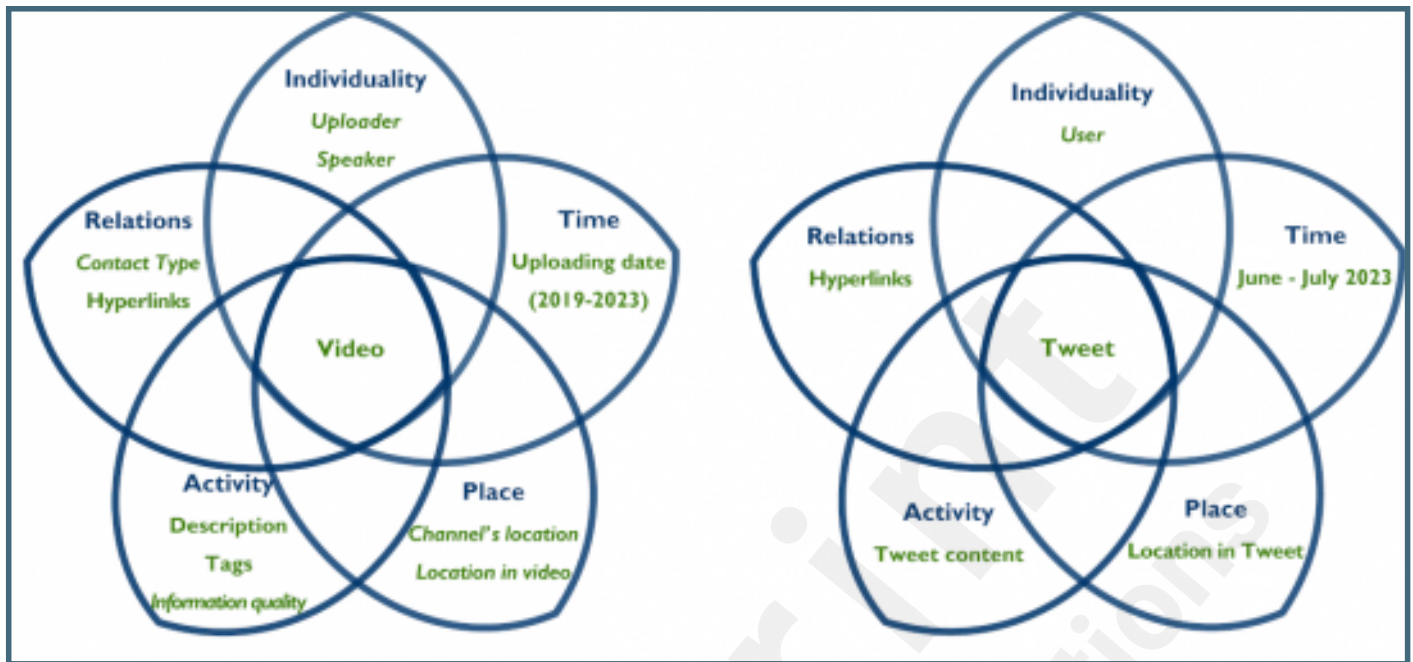 Individuality
Uploader
Speaker
Relations
Contact Type
Hyperlinks
Time
Uploading date
(2019-2023)
Video
Activity
Description
Tags
Information quality
Place
Channel's location
Location in video
Individuality
User
Relations
Hyperlinks
Time
June - July 2023
Tweet
Activity
Tweet content
Place
Location in Tweet